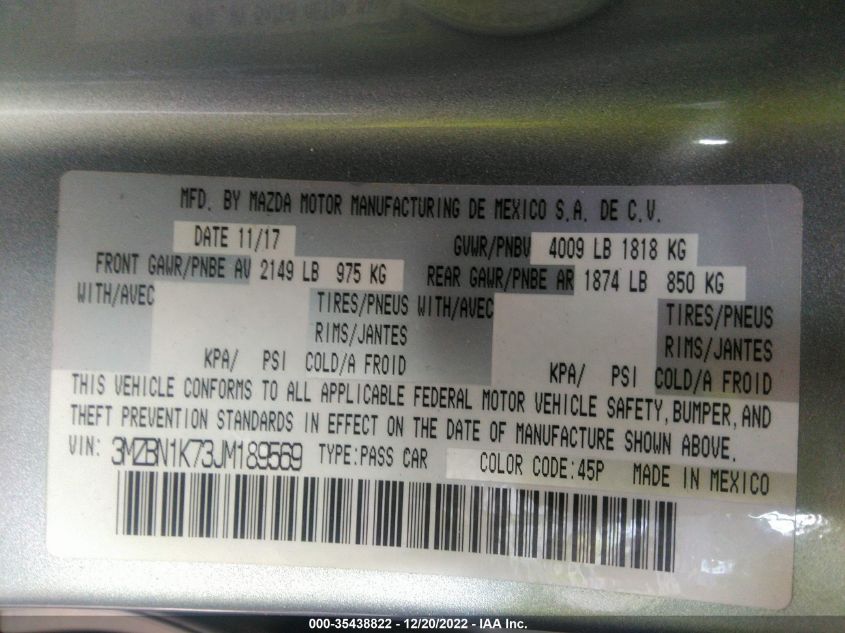 MFD. BY MAZDA MOTOR MANUFACTURING DE MEXICO S.A. DE C.V.
DATE 11/17 GVWR/PNBV 4009 LB 1818 KG
FRONT GAWR/PNBE AV 2149 LB 975 KG REAR GAWR/PNBE AR 1874 LB 850 KG
WITH/AVEC TIRES/PNEUS WITH/AVEC TIRES/PNEUS
RIMS/JANTES RIMS/JANTES
KPA/ PSI COLD/A FROID KPA/ PSI COLD/A FROID
THIS VEHICLE CONFORMS TO ALL APPLICABLE FEDERAL MOTOR VEHICLE SAFETY, BUMPER, AND
THEFT PREVENTION STANDARDS IN EFFECT ON THE DATE OF MANUFACTURE SHOWN ABOVE.
VIN: 3MZBN1K73JM189569 TYPE:PASS CAR COLOR CODE:45P MADE IN MEXICO
000-35438822 - 12/20/2022 - IAA Inc.